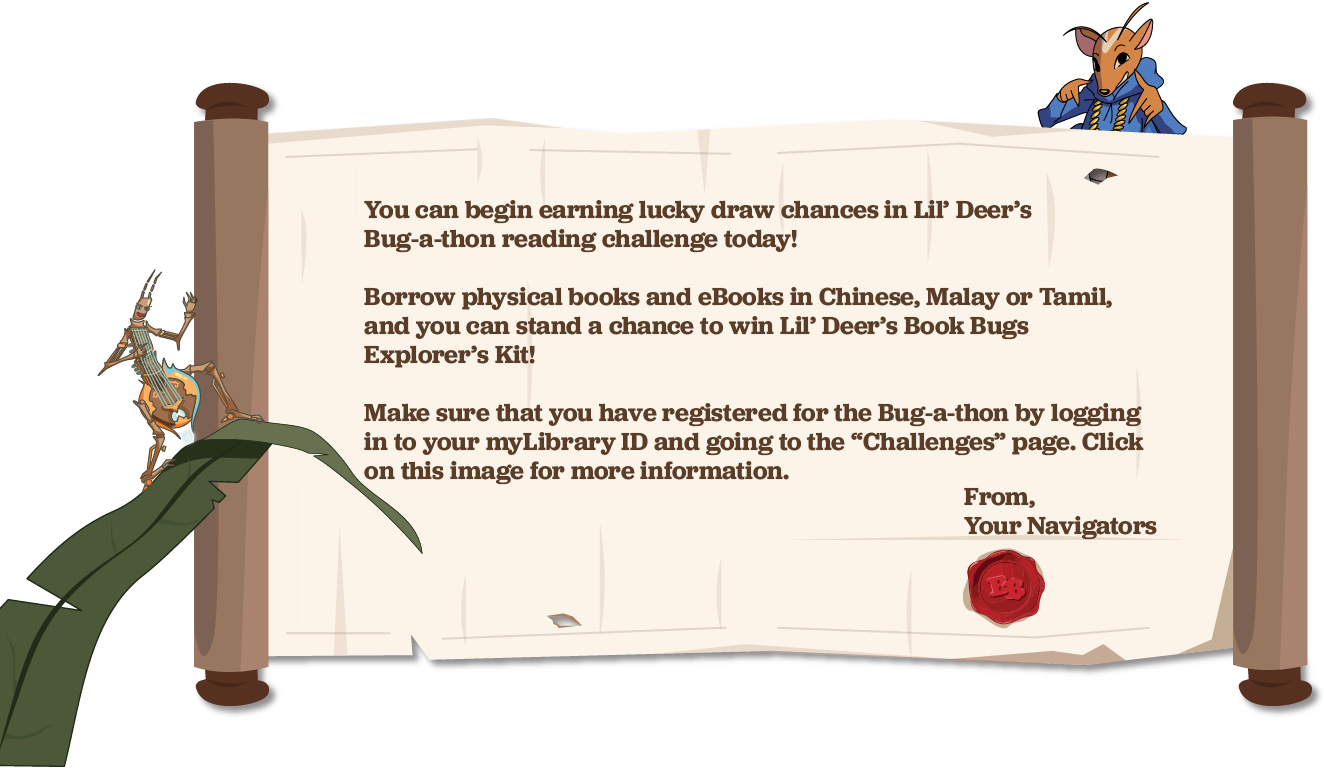 You can begin earning lucky draw chances in Lil’ Deer’s
Bug-a-thon reading challenge today!
Borrow physical books and eBooks in Chinese, Malay or Tamil,
and you can stand a chance to win Lil’ Deer’s Book Bugs
Explorer’s Kit!
Make sure that you have registered for the Bug-a-thon by logging
in to your myLibrary ID and going to the “Challenges” page. Click
on this image for more information.
From,
Your Navigators
BB